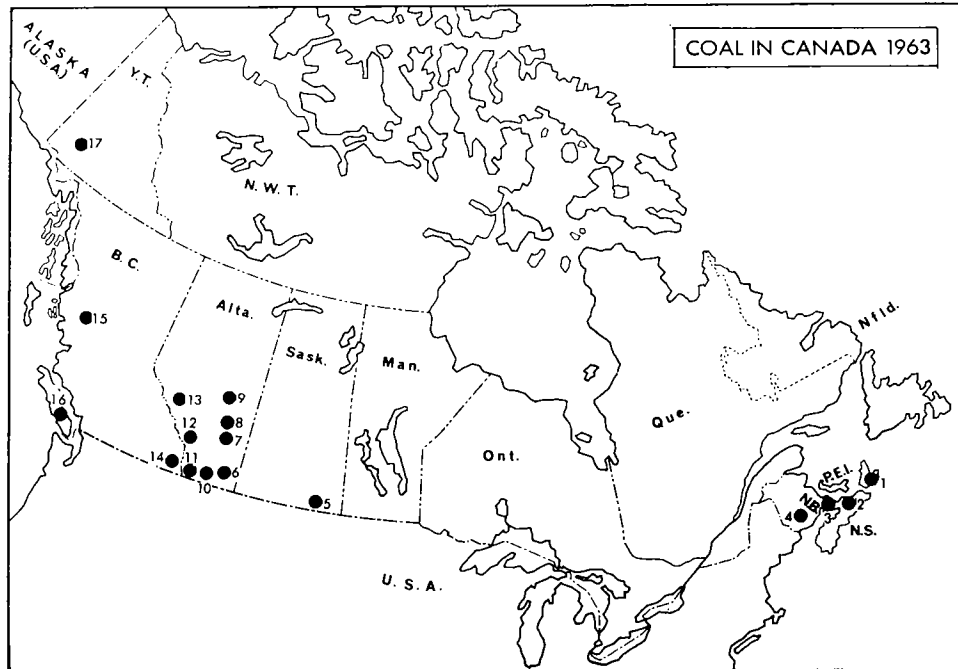 COAL IN CANADA 1963
ALASKA
(U.S.A)
Y.T.
17
N.W.T.
B.C.
15
Alta.
Sask.
Man.
Nfld.
Que.
Ont.
16
13
9
12
8
7
14
11
6
10
5
P.E.I.
1
N.B.
3
2
4
N.S.
U.S.A.